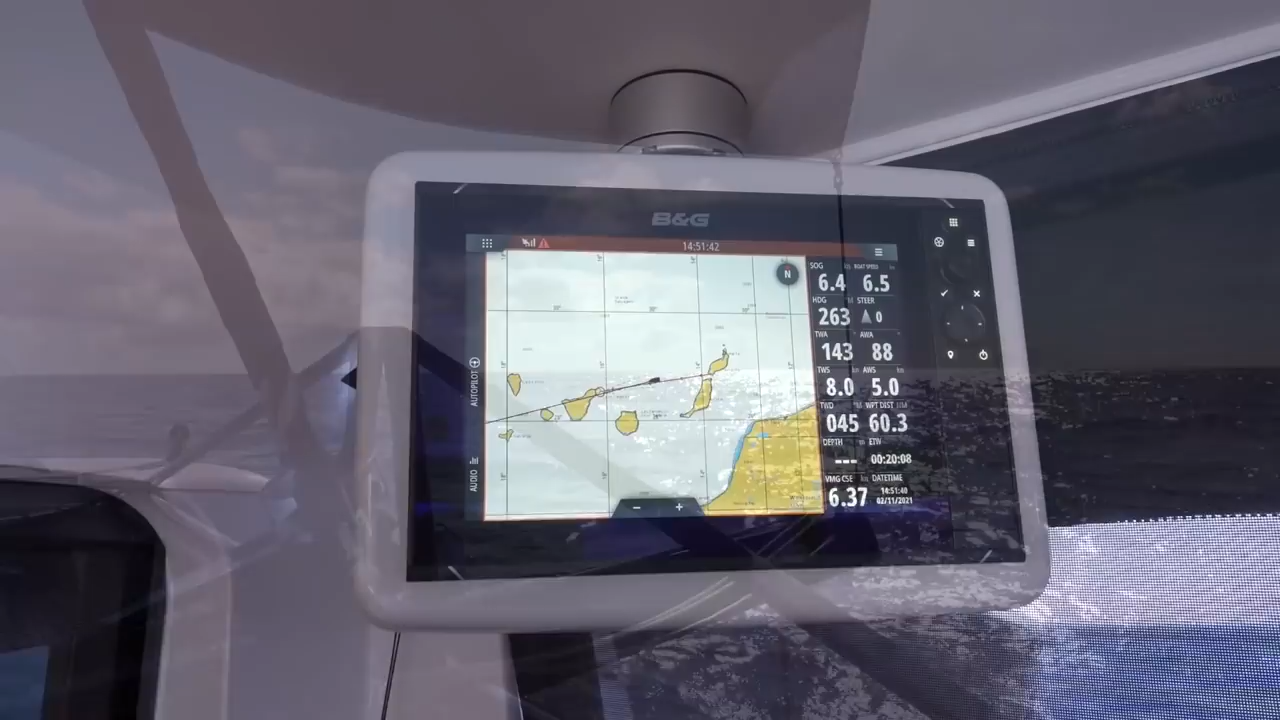 B&G
14:51:42
N
SOG BOAT SPEED
6.4 6.5
HDG STEER
263 0
TWA AWA
143 88
TWS AWS
8.0 5.0
TWD WPT DIST
045 60.3
DEPTH ETW
--- 00:20:08
VMG CSE DATETIME
6.37 14:51:40
02/11/2021
AUTOPILOT
AUDIO
- +